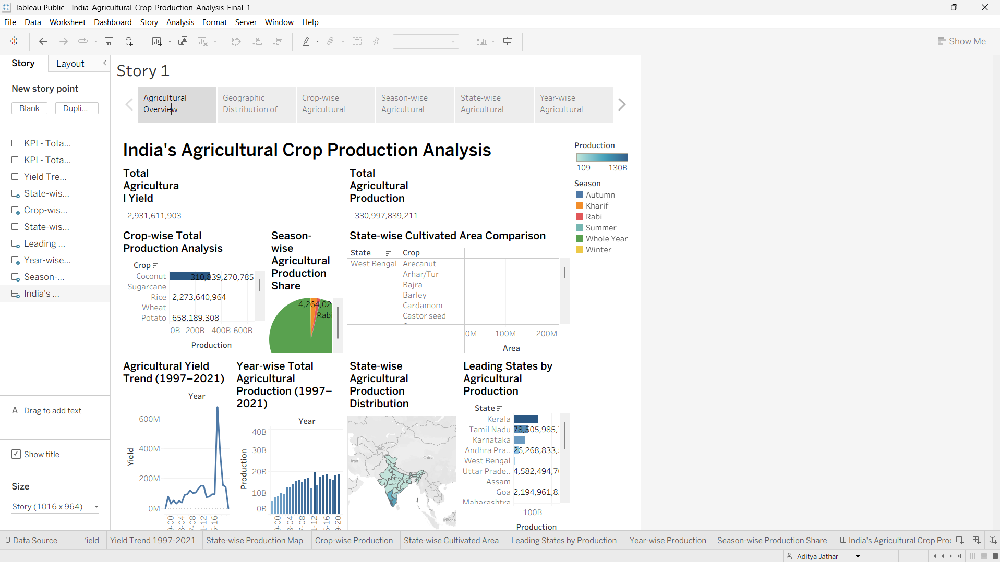 Tableau Public - India_Agricultural_Crop_Production_Analysis_Final_1
File Data Worksheet Dashboard Story Analysis Format Server Window Help
Show Me
Story Layout
New story point
Blank Dupli...
KPI - Tota...
KPI - Tota...
Yield Tre...
State-wis...
Crop-wis...
State-wis...
Leading ...
Year-wise...
Season-...
India's ...
A Drag to add text
Show title
Size
Story (1016 x 964)
Story 1
Agricultural
Overview
Geographic
Distribution of
Crop-wise
Agricultural
Season-wise
Agricultural
State-wise
Agricultural
Year-wise
Agricultural
India's Agricultural Crop Production Analysis
Total
Agricultura
l Yield
2,931,611,903
Total
Agricultural
Production
330,997,839,211
Production
109 130B
Season
Autumn
Kharif
Rabi
Summer
Whole Year
Winter
Crop-wise Total
Production Analysis
Crop
Coconut 310,839,270,785
Sugarcane
Rice 2,273,640,964
Wheat
Potato 658,189,308
0B 200B 400B 600B
Production
Season-
wise
Agricultural
Production
Share
4,264,02
Rabi
State-wise Cultivated Area Comparison
State Crop
West Bengal Arecanut
Arhar/Tur
Bajra
Barley
Cardamom
Castor seed
0M 100M 200M
Area
Agricultural Yield
Trend (1997–2021)
Year
600M
400M
200M
0M
Yield
9-00 3-04 7-08 1-12 5-16
Year-wise Total
Agricultural
Production (1997–
2021)
Year
40B
30B
20B
10B
0B
Production
9-00 3-04 7-08 1-12 5-16 9-20
State-wise
Agricultural
Production
Distribution
Iran
China
Indone
Leading States by
Agricultural
Production
State
Kerala
Tamil Nadu 78,505,985,
Karnataka
Andhra Pra.. 26,268,833,
West Bengal
Uttar Prade.. 4,582,494,70
Assam
Goa 2,194,961,83
Maharashtra
100B
Production
Data Source Yield Yield Trend 1997-2021 State-wise Production Map Crop-wise Production State-wise Cultivated Area Leading States by Production Year-wise Production Season-wise Production Share India's Agricultural Crop Pro
Aditya Jathar